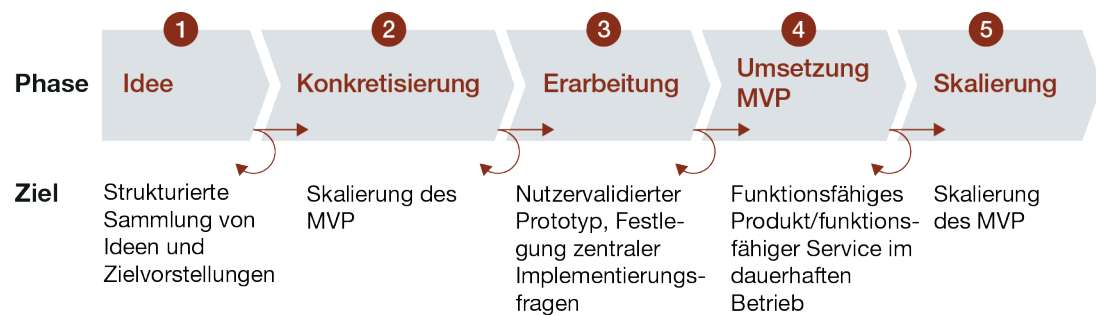 1
2
3
4
5
Phase
Idee
Konkretisierung
Erarbeitung
Umsetzung
MVP
Skalierung
Ziel
Strukturierte
Sammlung von
Ideen und
Zielvorstellungen
Skalierung des
MVP
Nutzervalidierter
Prototyp, Festle-
gung zentraler
Implementierungs-
fragen
Funktionsfähiges
Produkt/funktions-
fähiger Service im
dauerhaften
Betrieb
Skalierung
des MVP